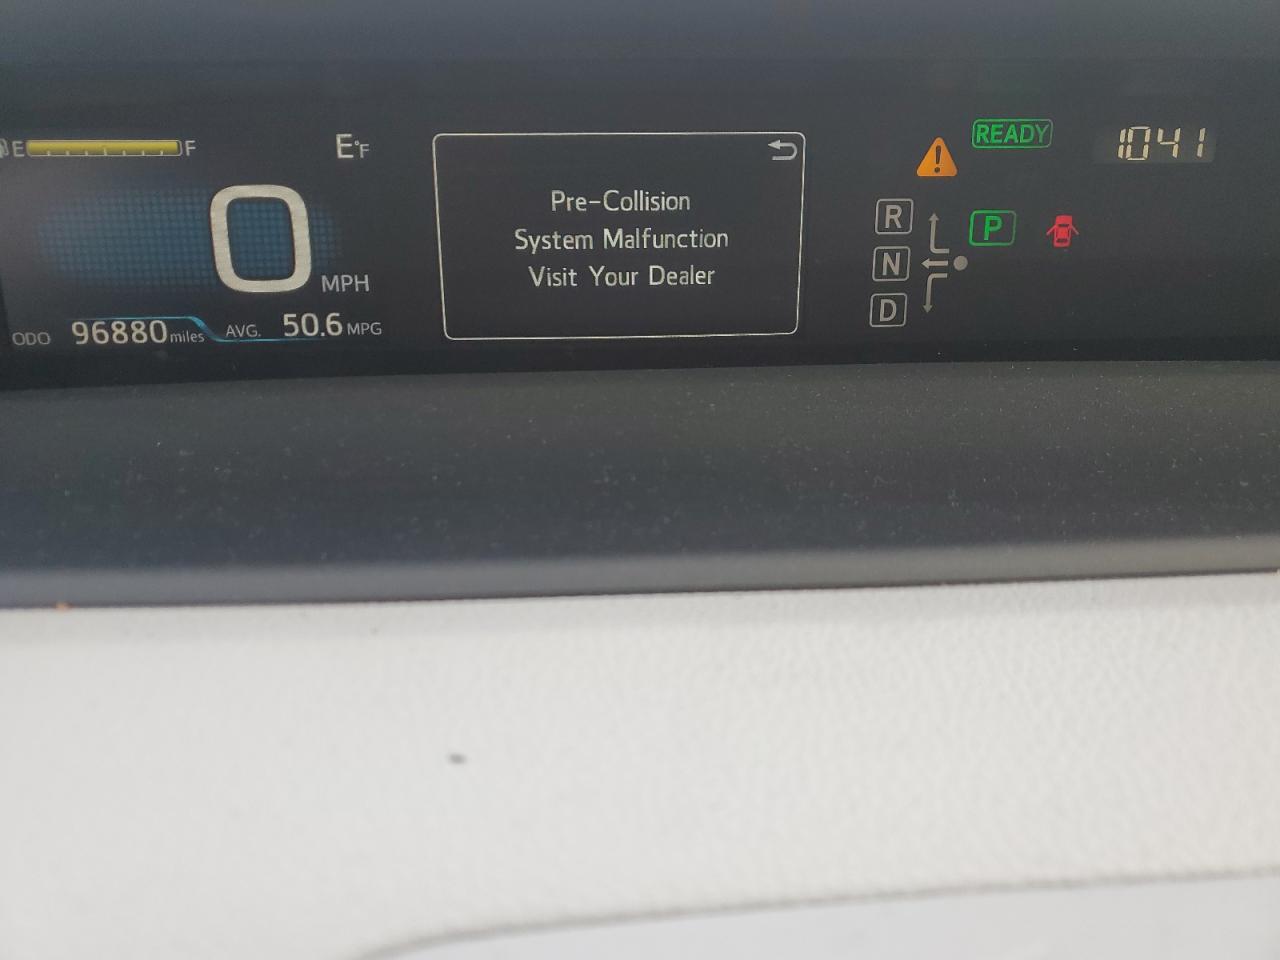 E F
E°F
0 MPH
ODO 96880 miles AVG. 50.6 MPG
Pre-Collision
System Malfunction
Visit Your Dealer
READY 1041
R
P
N
D